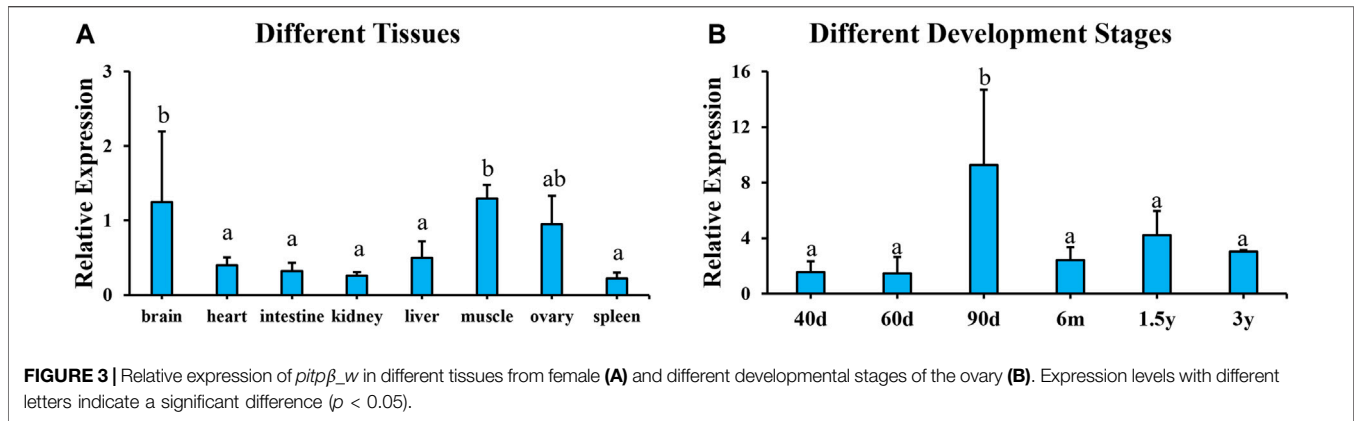 A
Different Tissues
Relative Expression
3
2
1
0
b
a
a
a
a
b
ab
a
brain heart intestine kidney liver muscle ovary spleen
B
Different Development Stages
Relative Expression
16
12
8
4
0
a
a
b
a
a
a
40d 60d 90d 6m 1.5y 3y
FIGURE 3 | Relative expression of pitpβ_w in different tissues from female (A) and different developmental stages of the ovary (B). Expression levels with different
letters indicate a significant difference (p < 0.05).